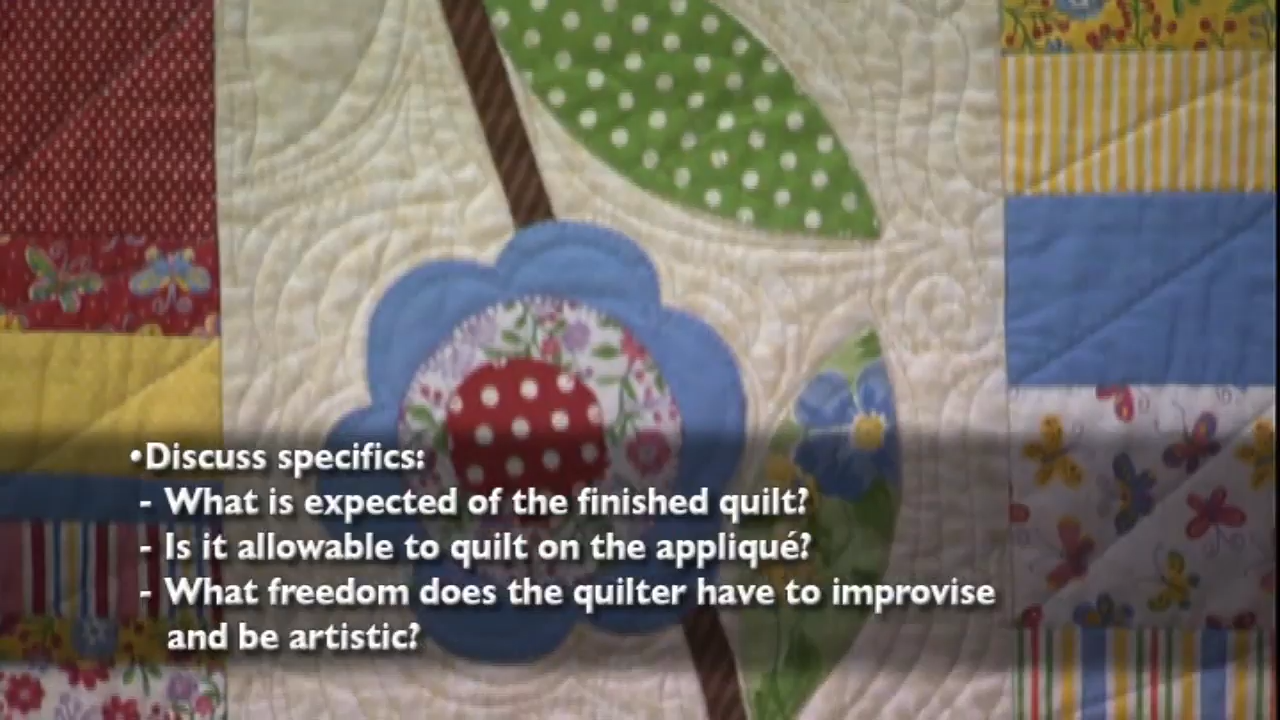 •Discuss specifics:
- What is expected of the finished quilt?
- Is it allowable to quilt on the appliqué?
- What freedom does the quilter have to improvise
and be artistic?